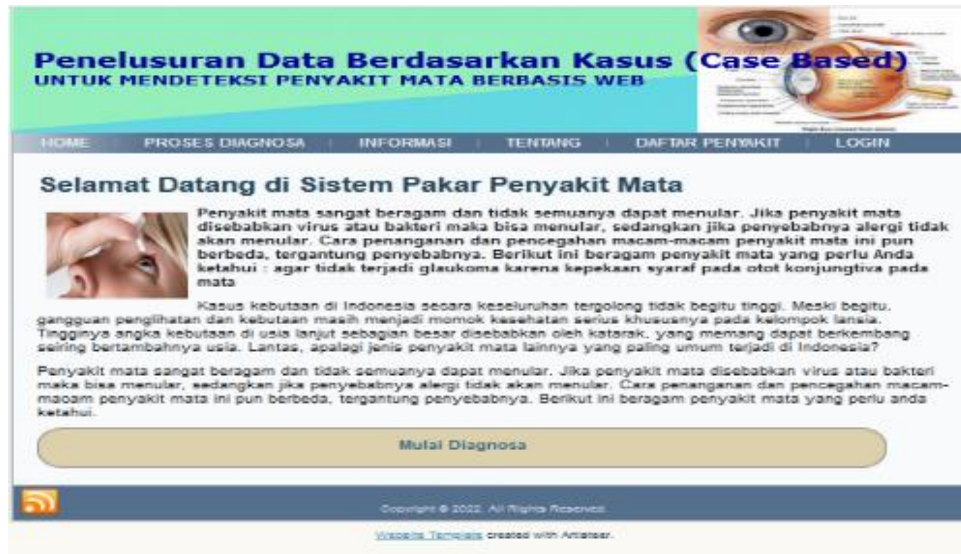 Penelusuran Data Berdasarkan Kasus (Case Based)
UNTUK MENDETEKSI PENYAKIT MATA BERBASIS WEB
HOME PROSES DIAGNOSA INFORMASI TENTANG DAFTAR PENYAKIT LOGIN
Selamat Datang di Sistem Pakar Penyakit Mata
Penyakit mata sangat beragam dan tidak semuanya dapat menular. Jika penyakit mata
disebabkan virus atau bakteri maka bisa menular, sedangkan jika penyebabnya alergi tidak
akan menular. Cara penanganan dan pencegahan macam-macam penyakit mata ini pun
berbeda, tergantung penyebabnya. Berikut ini beragam penyakit mata yang perlu Anda
ketahui : agar tidak terjadi glaukoma karena kepekaan syaraf pada otot konjungtiva pada
mata
Kasus kebutaan di Indonesia secara keseluruhan tergolong tidak begitu tinggi. Meski begitu,
gangguan penglihatan dan kebutaan masih menjadi momok kesehatan serius khususnya pada kelompok lansia.
Tingginya angka kebutaan di usia lanjut sebagian besar disebabkan oleh katarak, yang memang dapat berkembang
seiring bertambahnya usia. Lantas, apalagi jenis penyakit mata lainnya yang paling umum terjadi di Indonesia?
Penyakit mata sangat beragam dan tidak semuanya dapat menular. Jika penyakit mata disebabkan virus atau bakteri
maka bisa menular, sedangkan jika penyebabnya alergi tidak akan menular. Cara penanganan dan pencegahan macam-
macam penyakit mata ini pun berbeda, tergantung penyebabnya. Berikut ini beragam penyakit mata yang perlu anda
ketahui.
Mulai Diagnosa
Copyright © 2022. All Rights Reserved.
Website Template created with Artisteer.